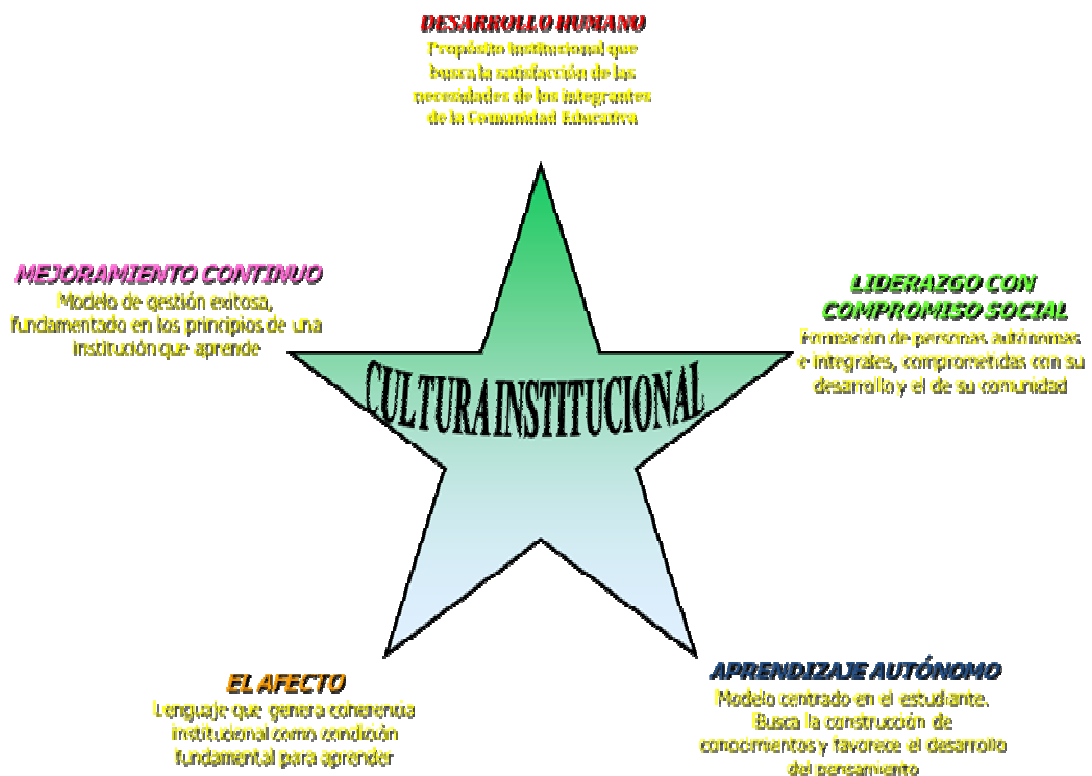 DESARROLLO HUMANO
Propósito Institucional que
busca la satisfacción de las
necesidades de los integrantes
de la Comunidad Educativa
MEJORAMIENTO CONTINUO
Modelo de gestión exitosa,
fundamentado en los principios de una
institución que aprende
LIDERAZGO CON
COMPROMISO SOCIAL
Formación de personas autónomas
e integrales, comprometidas con su
desarrollo y el de su comunidad
CULTURA INSTITUCIONAL
EL AFECTO
Lenguaje que genera coherencia
institucional como condición
fundamental para aprender
APRENDIZAJE AUTÓNOMO
Modelo centrado en el estudiante.
Busca la construcción de
conocimientos y favorece el desarrollo
del pensamiento